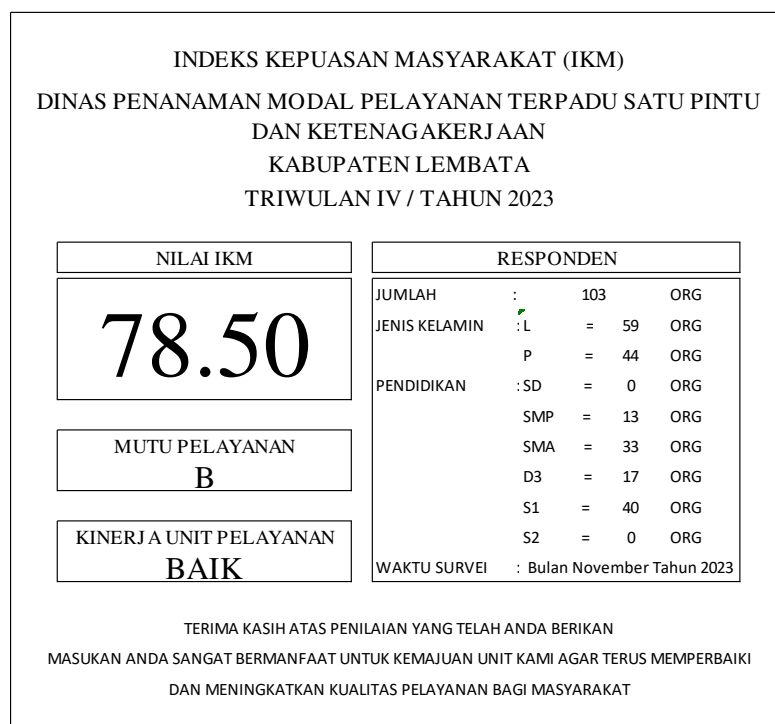 INDEKS KEPUASAN MASYARAKAT (IKM)
DINAS PENANAMAN MODAL PELAYANAN TERPADU SATU PINTU
DAN KETENAGAKERJAAN
KABUPATEN LEMBATA
TRIWULAN IV / TAHUN 2023
NILAI IKM
78.50
MUTU PELAYANAN
B
KINERJA UNIT PELAYANAN
BAIK
RESPONDEN
JUMLAH : 103 ORG
JENIS KELAMIN : L = 59 ORG
P = 44 ORG
PENDIDIKAN : SD = 0 ORG
SMP = 13 ORG
SMA = 33 ORG
D3 = 17 ORG
S1 = 40 ORG
S2 = 0 ORG
WAKTU SURVEI : Bulan November Tahun 2023
TERIMA KASIH ATAS PENILAIAN YANG TELAH ANDA BERIKAN
MASUKAN ANDA SANGAT BERMANFAAT UNTUK KEMAJUAN UNIT KAMI AGAR TERUS MEMPERBAIKI
DAN MENINGKATKAN KUALITAS PELAYANAN BAGI MASYARAKAT